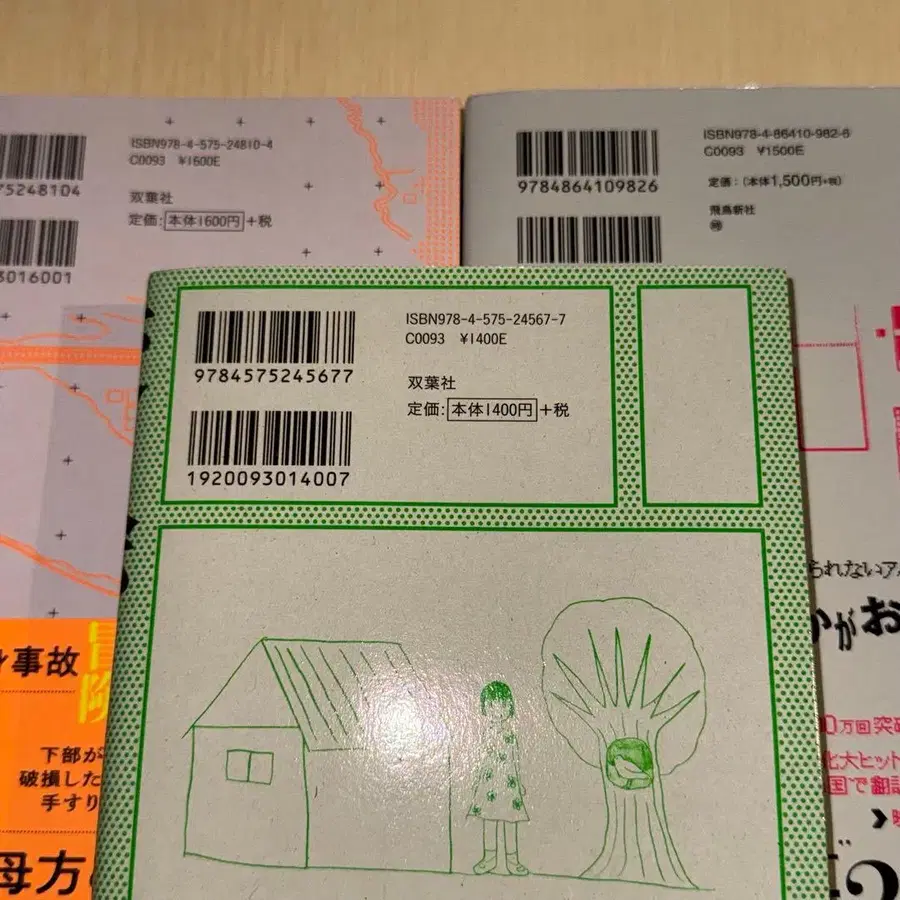 ISBN978-4-575-24810-4
C0093 ¥1600E
75248104
双葉社
定価:本体1600円+税
3016001
事故
冒
下部が
破損した
手すり
母方
ISBN978-4-86410-982-6
C0093 ¥1500E
9784864109826
定価:(本体1,500円+税)
飛鳥新社
られないア
かがお
0万回突破
大ヒット
国で翻訳
ISBN978-4-575-24567-7
C0093 ¥1400E
9784575245677
双葉社
定価:本体1400円+税
1920093014007